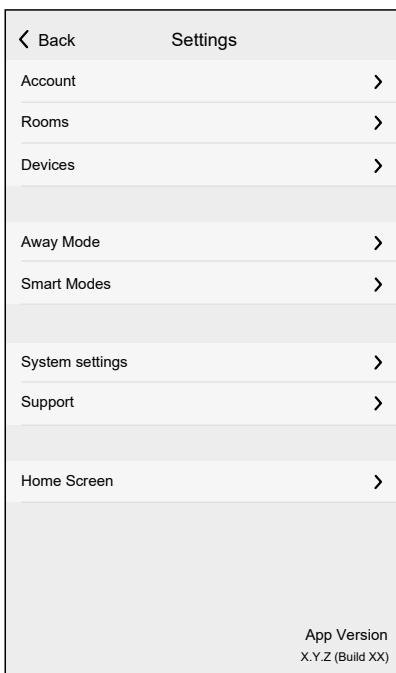 Back Settings
Account
Rooms
Devices
Away Mode
Smart Modes
System settings
Support
Home Screen
App Version
X.Y.Z (Build XX)